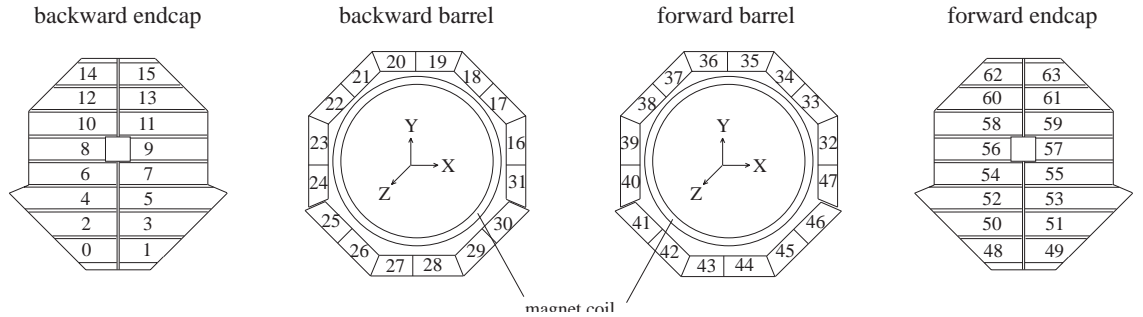 backward endcap backward barrel forward barrel forward endcap
14 15 20 19 36 35 62 63
21 18 37 34
12 13 22 17 38 33 60 61
10 11 58 59
23 Y 16 39 Y 32
8 9 56 57
X X
6 7 24 Z 31 40 Z 47 54 55
4 5 52 53
25 30 41 46
2 3 26 29 42 45 50 51
0 1 27 28 43 44 48 49
magnet coil